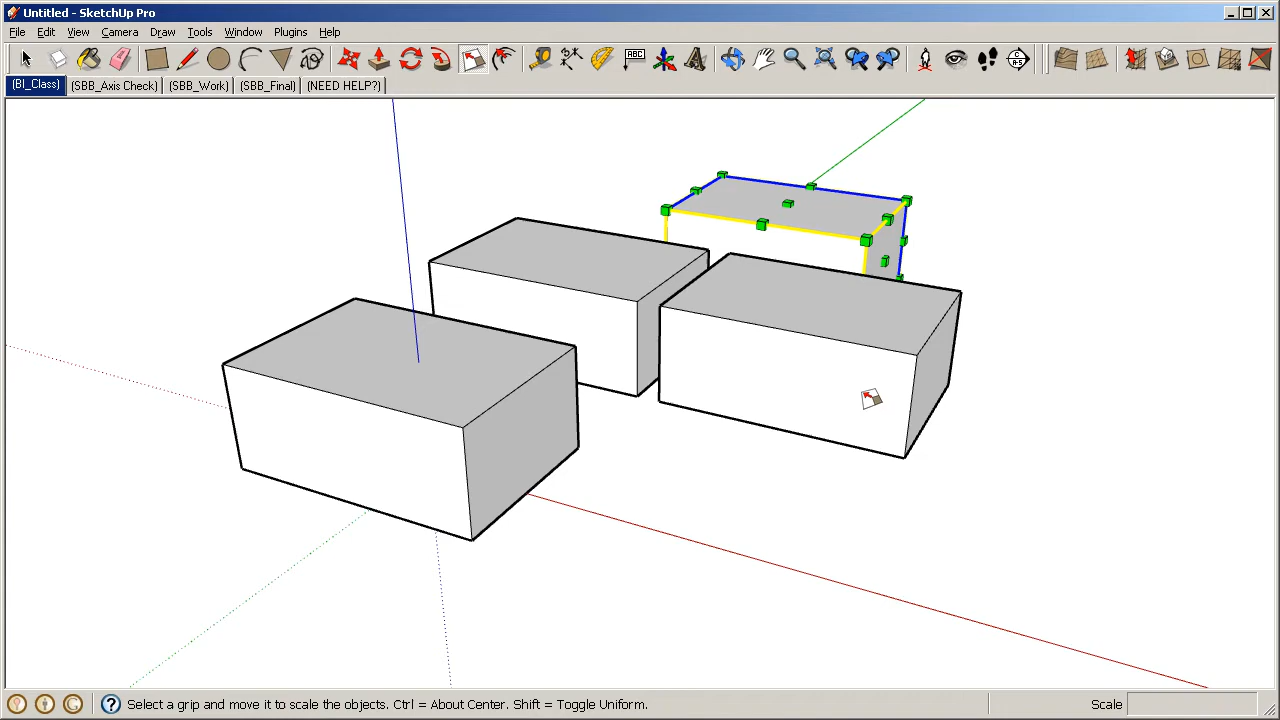 Untitled - SketchUp Pro
File Edit View Camera Draw Tools Window Plugins Help
ABC
(BI_Class) (SBB_Axis Check) (SBB_Work) (SBB_Final) (NEED HELP?)
Select a grip and move it to scale the objects. Ctrl = About Center. Shift = Toggle Uniform. Scale